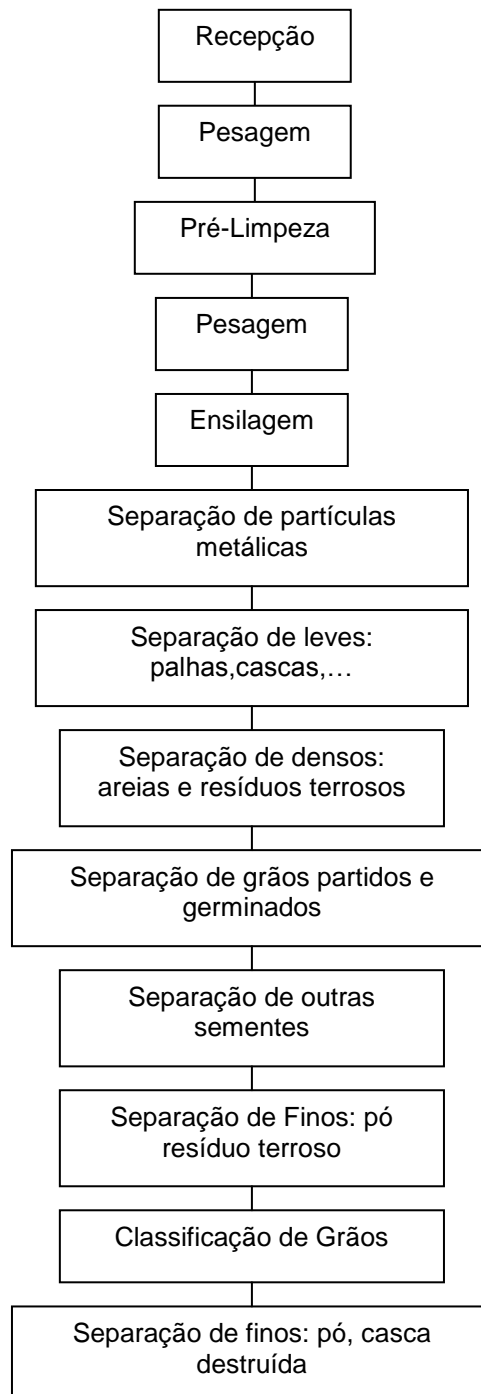 Recepção
Pesagem
Pré-Limpeza
Pesagem
Ensilagem
Separação de partículas
metálicas
Separação de leves:
palhas,cascas,…
Separação de densos:
areias e resíduos terrosos
Separação de grãos partidos e
germinados
Separação de outras
sementes
Separação de Finos: pó
resíduo terroso
Classificação de Grãos
Separação de finos: pó, casca
destruída